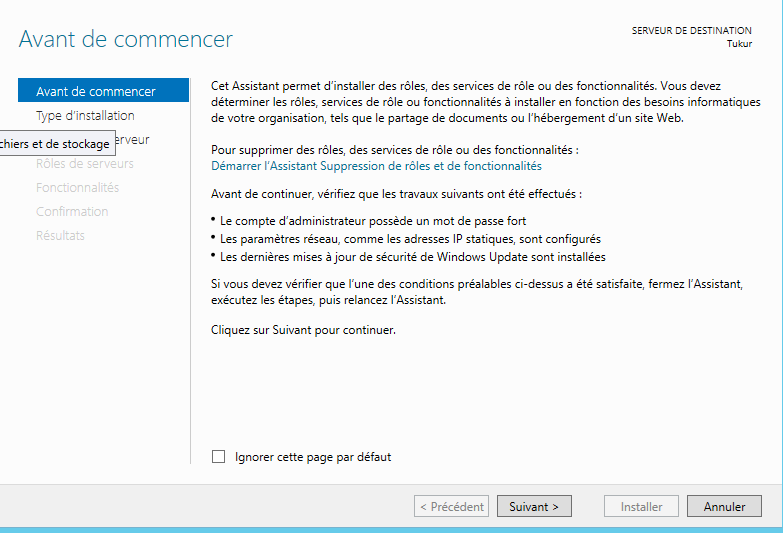 Avant de commencer
SERVEUR DE DESTINATION
Tukur
Avant de commencer
Type d'installation
erveur
chiers et de stockage
Rôles de serveurs
Fonctionnalités
Confirmation
Résultats
Cet Assistant permet d'installer des rôles, des services de rôle ou des fonctionnalités. Vous devez
déterminer les rôles, services de rôle ou fonctionnalités à installer en fonction des besoins informatiques
de votre organisation, tels que le partage de documents ou l'hébergement d'un site Web.
Pour supprimer des rôles, des services de rôle ou des fonctionnalités :
Démarrer l'Assistant Suppression de rôles et de fonctionnalités
Avant de continuer, vérifiez que les travaux suivants ont été effectués :
• Le compte d'administrateur possède un mot de passe fort
• Les paramètres réseau, comme les adresses IP statiques, sont configurés
• Les dernières mises à jour de sécurité de Windows Update sont installées
Si vous devez vérifier que l'une des conditions préalables ci-dessus a été satisfaite, fermez l'Assistant,
exécutez les étapes, puis relancez l'Assistant.
Cliquez sur Suivant pour continuer.
Ignorer cette page par défaut
< Précédent
Suivant >
Installer
Annuler